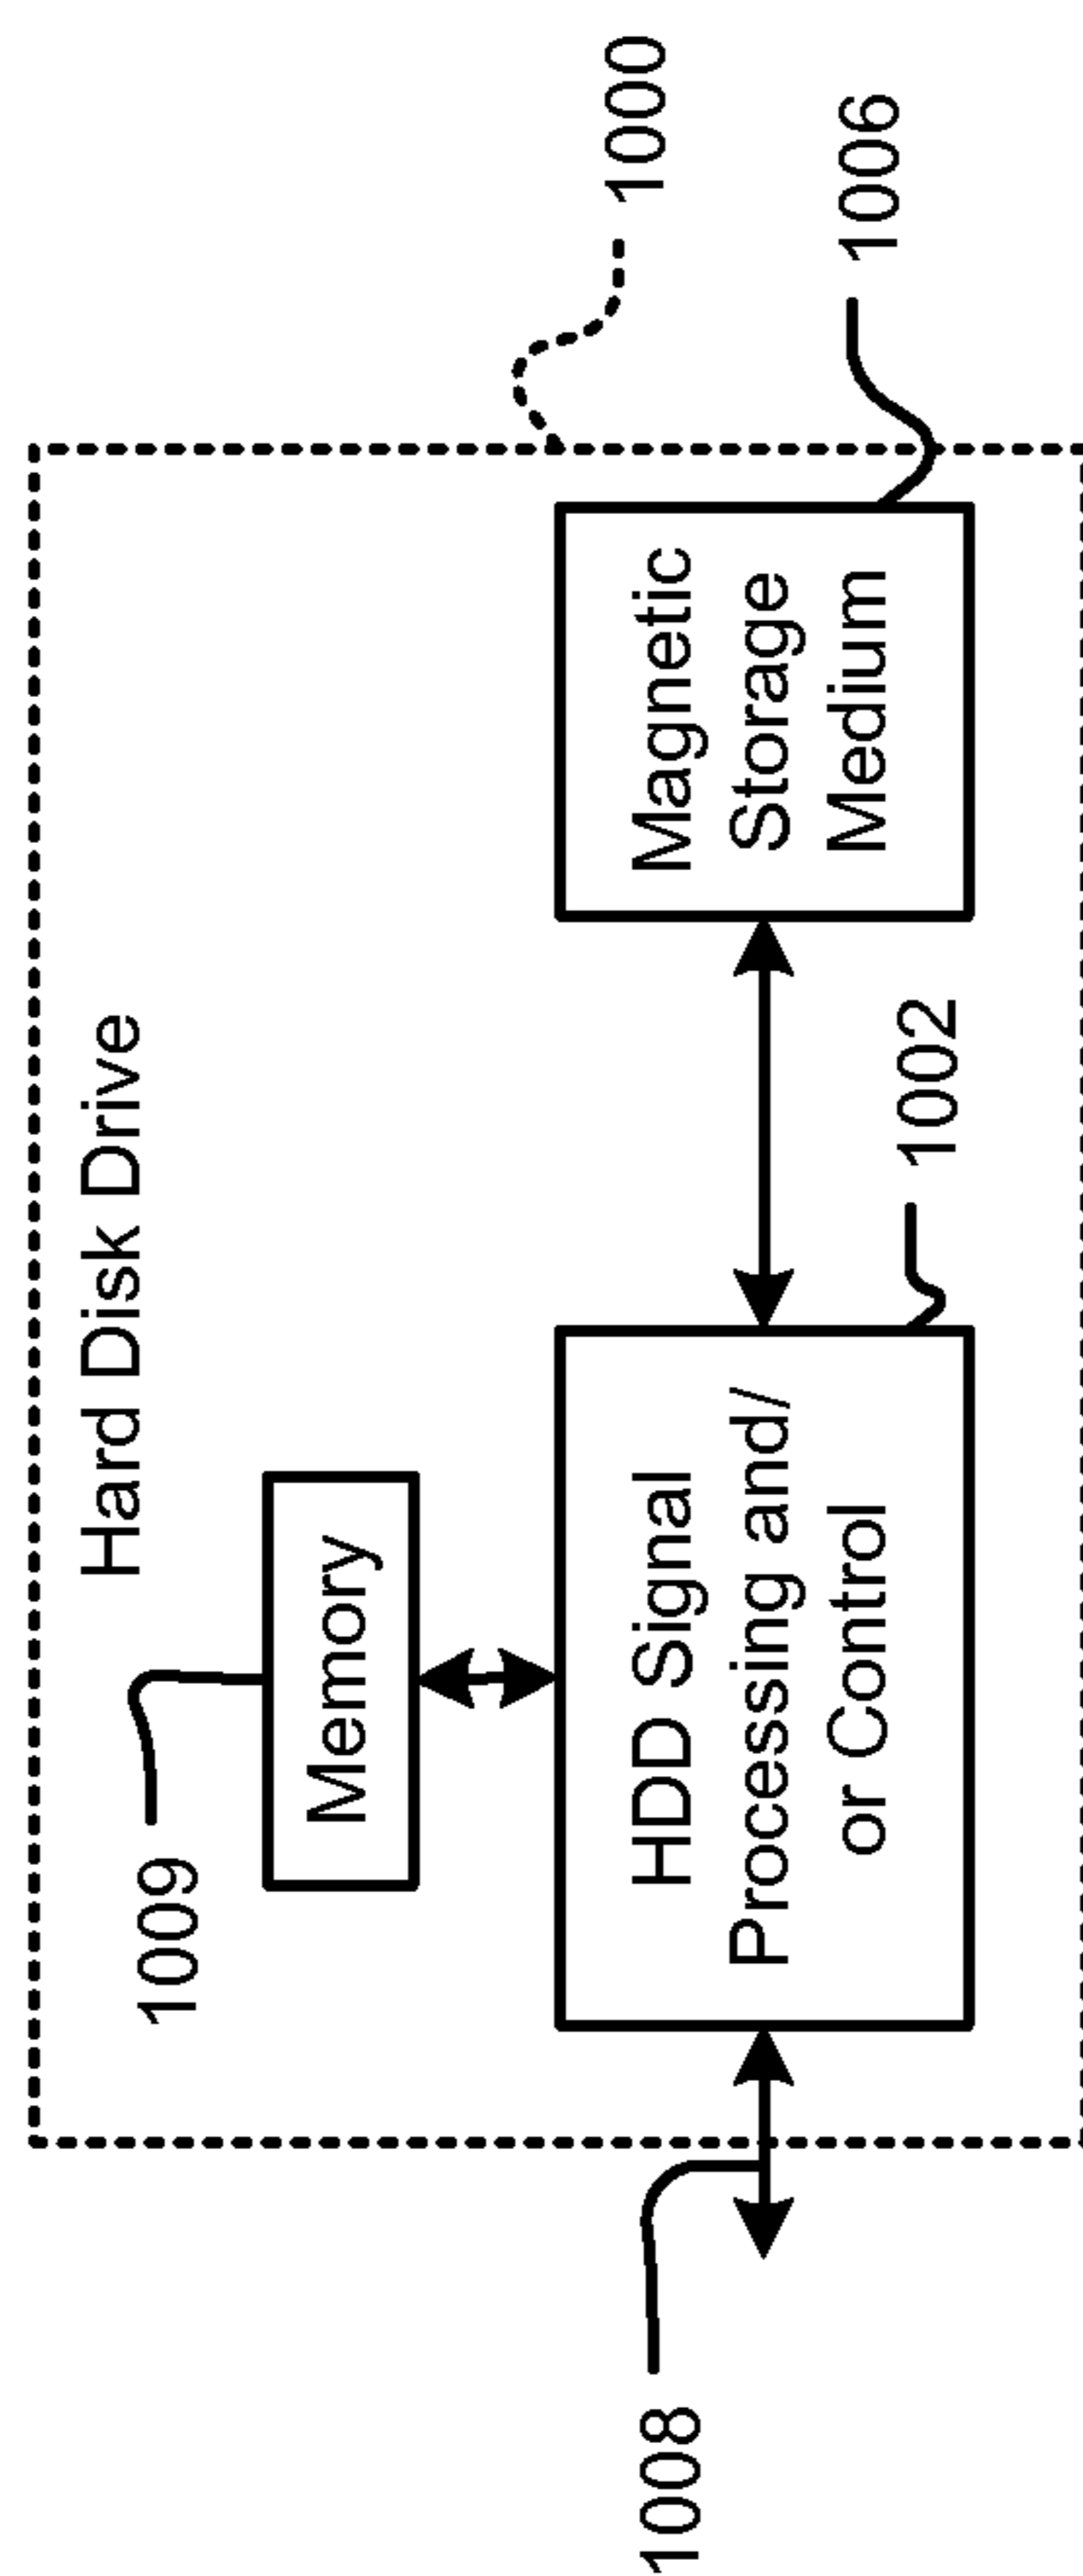 Hard Disk Drive
1000
1009
Memory
HDD Signal
Processing and/
or Control
Magnetic
Storage
Medium
1006
1002
1008